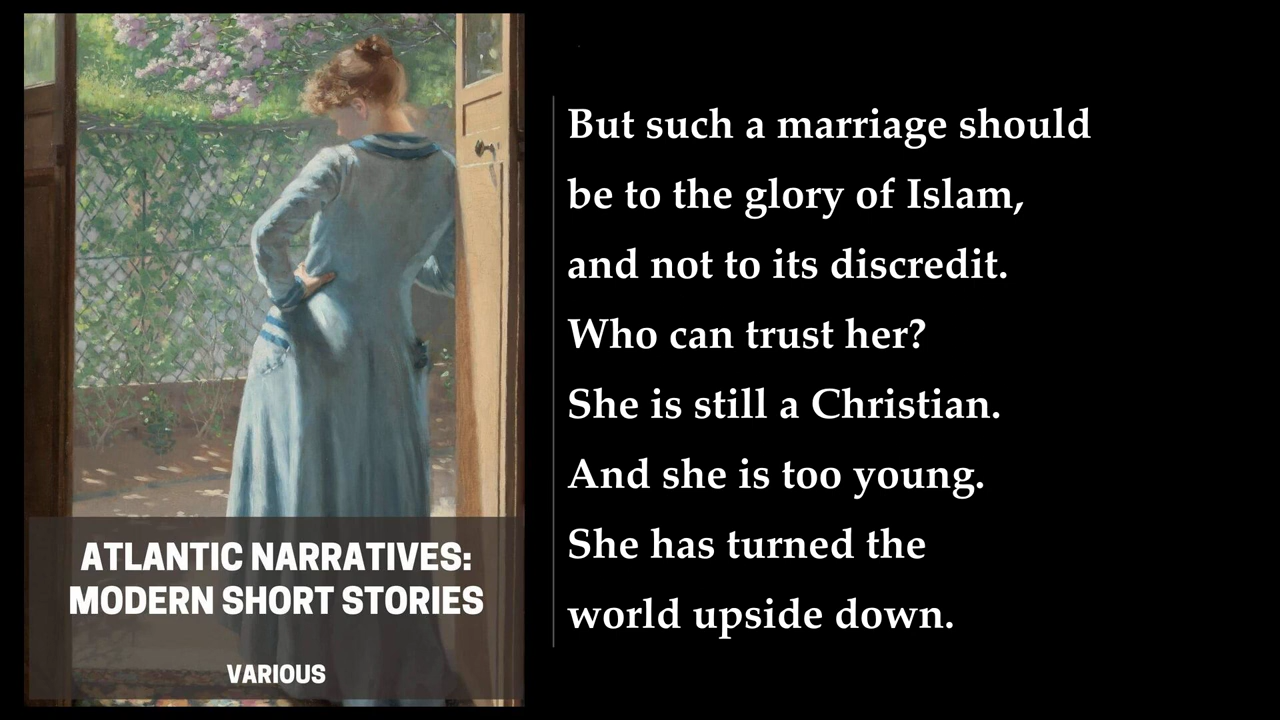 ATLANTIC NARRATIVES:
MODERN SHORT STORIES
VARIOUS
But such a marriage should
be to the glory of Islam,
and not to its discredit.
Who can trust her?
She is still a Christian.
And she is too young.
She has turned the
world upside down.